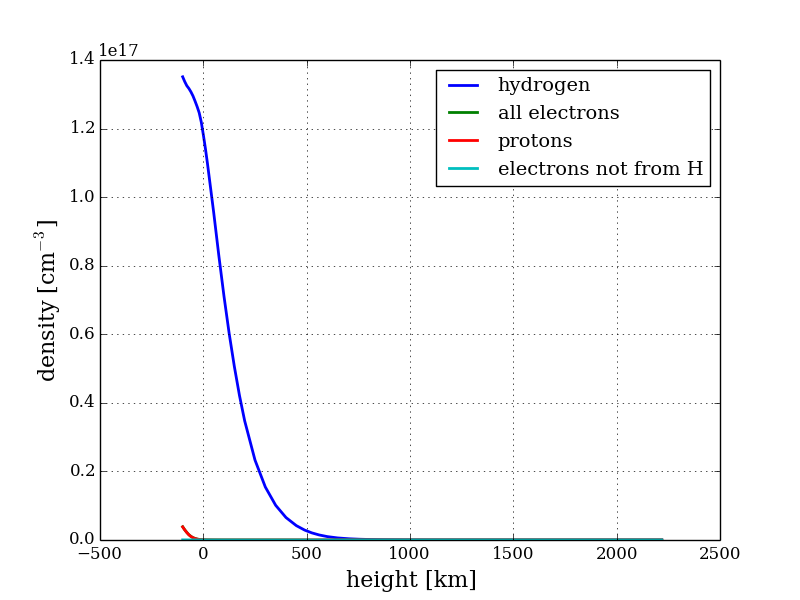 1e17
1.4
1.2
1.0
0.8
0.6
0.4
0.2
0.0
density [cm⁻³]
hydrogen
all electrons
protons
electrons not from H
−500
0
500
1000
1500
2000
2500
height [km]